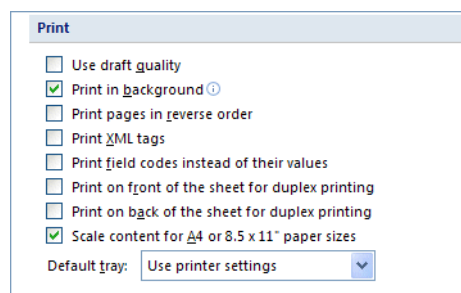 Print
Use draft quality
Print in background
Print pages in reverse order
Print XML tags
Print field codes instead of their values
Print on front of the sheet for duplex printing
Print on back of the sheet for duplex printing
Scale content for A4 or 8.5 x 11" paper sizes
Default tray: Use printer settings